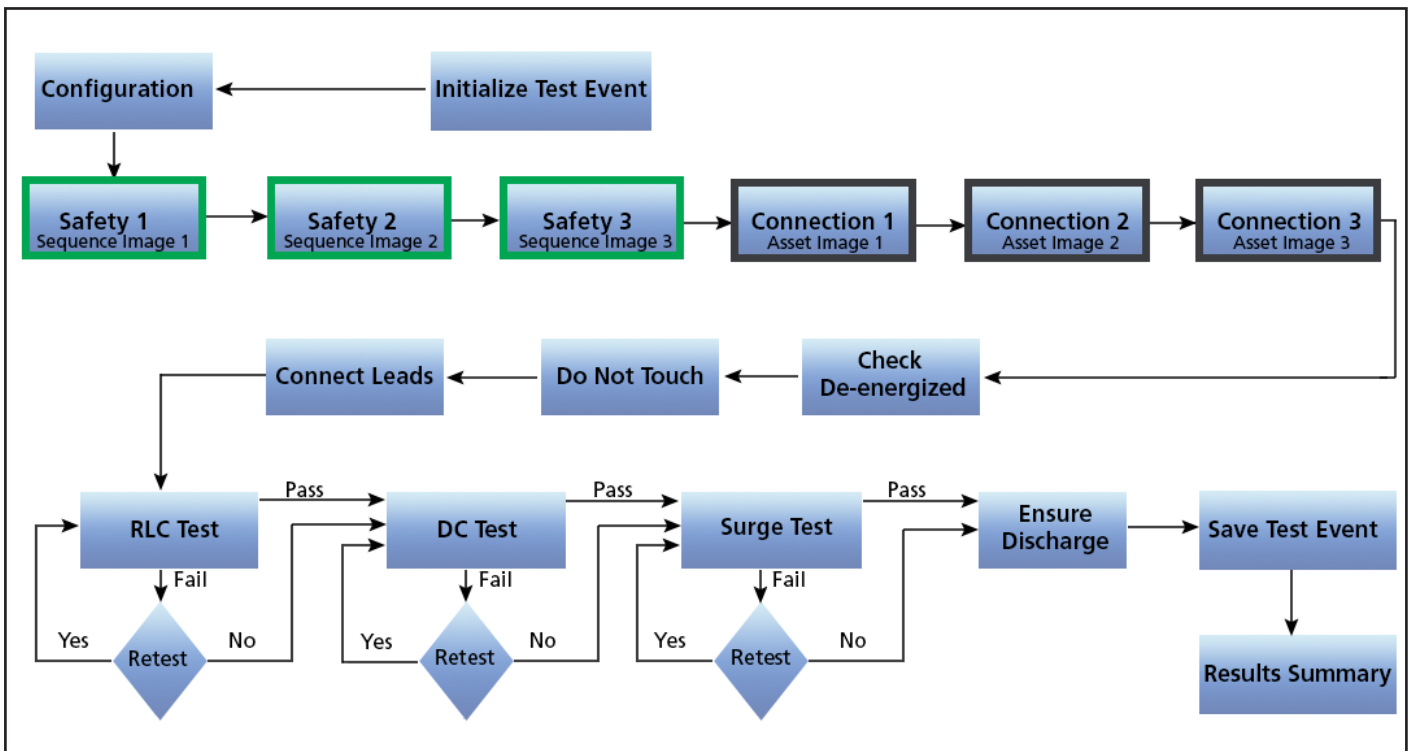 Configuration
Initialize Test Event
Safety 1
Sequence Image 1
Safety 2
Sequence Image 2
Safety 3
Sequence Image 3
Connection 1
Asset Image 1
Connection 2
Asset Image 2
Connection 3
Asset Image 3
Check
De-energized
Do Not Touch
Connect Leads
RLC Test
Pass
Fail
Retest
Yes
No
DC Test
Pass
Fail
Retest
Yes
No
Surge Test
Pass
Fail
Retest
Yes
No
Ensure
Discharge
Save Test Event
Results Summary